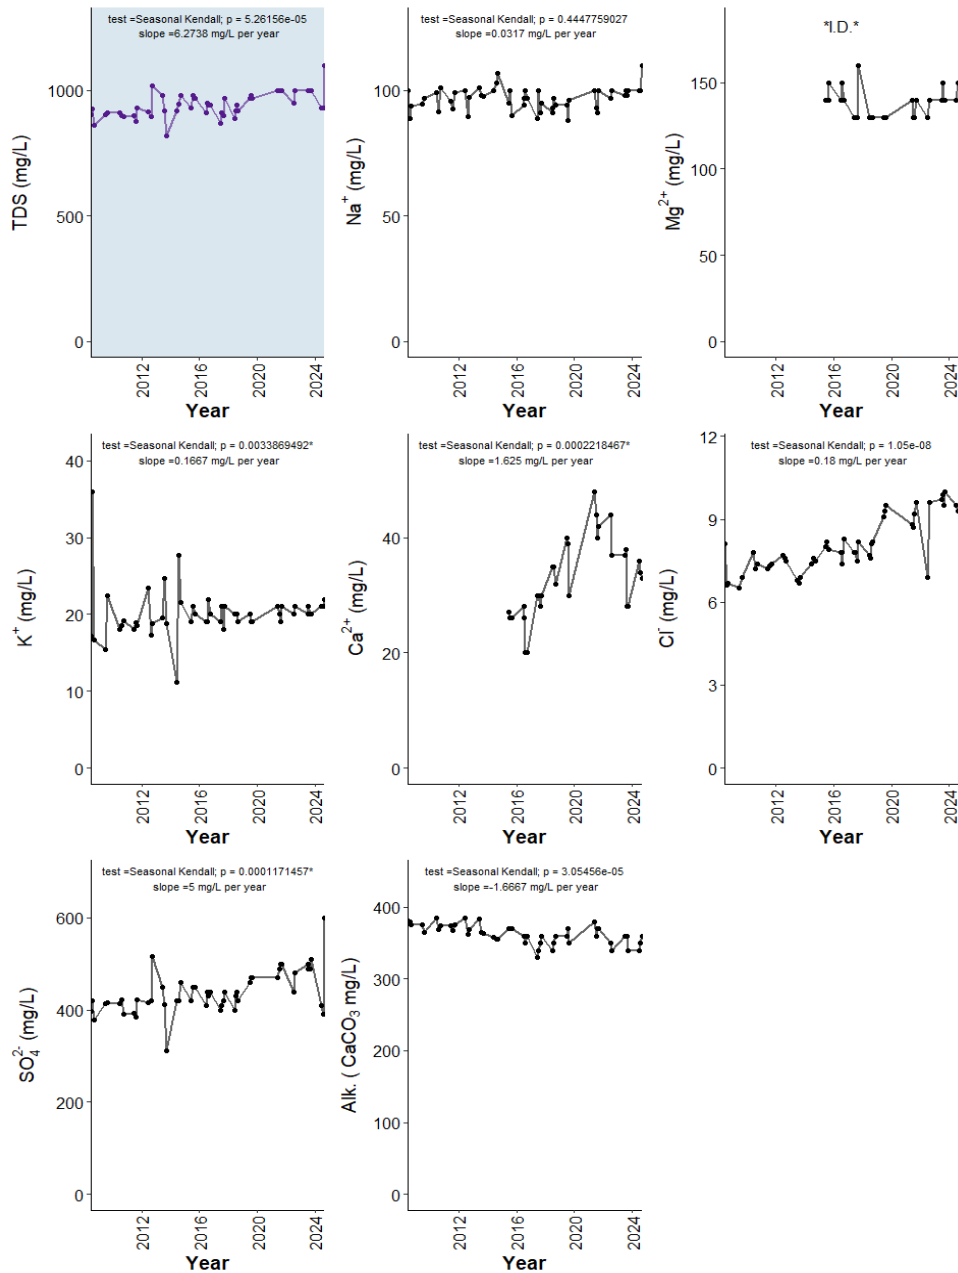 test =Seasonal Kendall; p = 5.26156e-05
slope =6.2738 mg/L per year
TDS (mg/L)
1000
500
0
2012
2016
2020
2024
Year
test =Seasonal Kendall; p = 0.4447759027
slope =0.0317 mg/L per year
Na⁺ (mg/L)
100
50
0
2012
2016
2020
2024
Year
*I.D.*
Mg²⁺ (mg/L)
150
100
50
0
2012
2016
2020
2024
Year
test =Seasonal Kendall; p = 0.0033869492*
slope =0.1667 mg/L per year
K⁺ (mg/L)
40
30
20
10
0
2012
2016
2020
2024
Year
test =Seasonal Kendall; p = 0.0002218467*
slope =1.625 mg/L per year
Ca²⁺ (mg/L)
40
20
0
2012
2016
2020
2024
Year
test =Seasonal Kendall; p = 1.05e-08
slope =0.18 mg/L per year
Cl⁻ (mg/L)
12
9
6
3
0
2012
2016
2020
2024
Year
test =Seasonal Kendall; p = 0.0001171457*
slope =5 mg/L per year
SO₄²⁻ (mg/L)
600
400
200
0
2012
2016
2020
2024
Year
test =Seasonal Kendall; p = 3.05456e-05
slope =-1.6667 mg/L per year
Alk. ( CaCO₃ mg/L)
400
300
200
100
0
2012
2016
2020
2024
Year